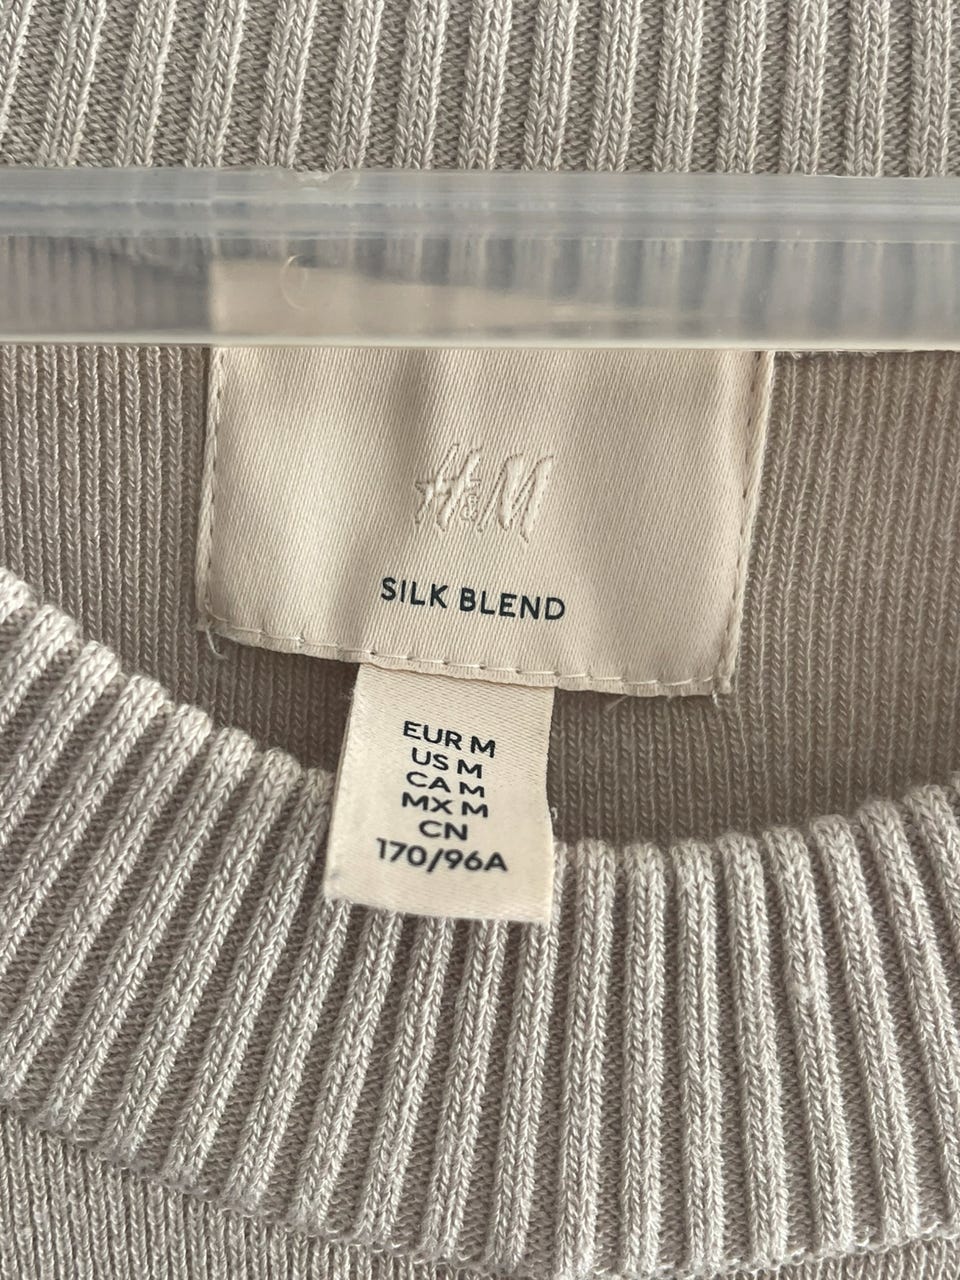 H&M
SILK BLEND
EUR M
US M
CA M
MX M
CN
170/96A